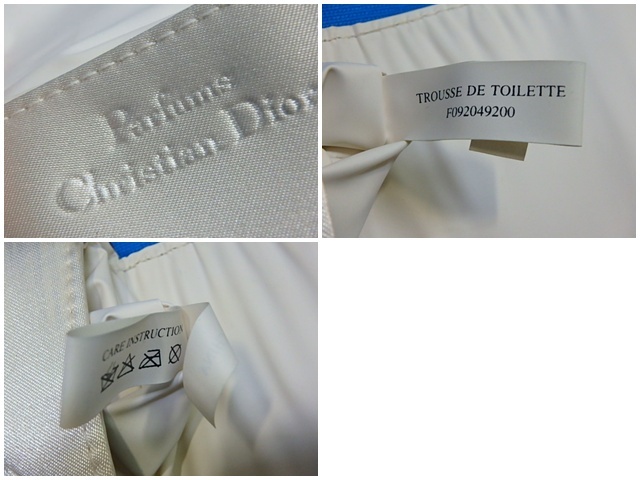 Parfums
Christian Dior
TROUSSE DE TOILETTE
F092049200
CARE INSTRUCTION